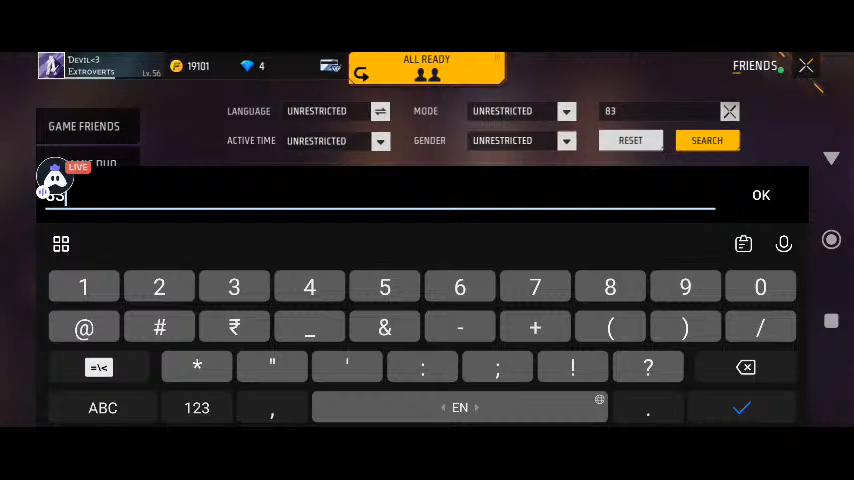 DEVIL<3
EXTROVERTS Lv. 56
19101
4
ALL READY
FRIENDS
LANGUAGE UNRESTRICTED MODE UNRESTRICTED 83
GAME FRIENDS
ACTIVE TIME UNRESTRICTED GENDER UNRESTRICTED RESET SEARCH
LIVE
83 OK
1 2 3 4 5 6 7 8 9 0
@ # ₹ _ & - + ( ) /
=\< * " ' : ; ! ?
ABC 123 , EN .